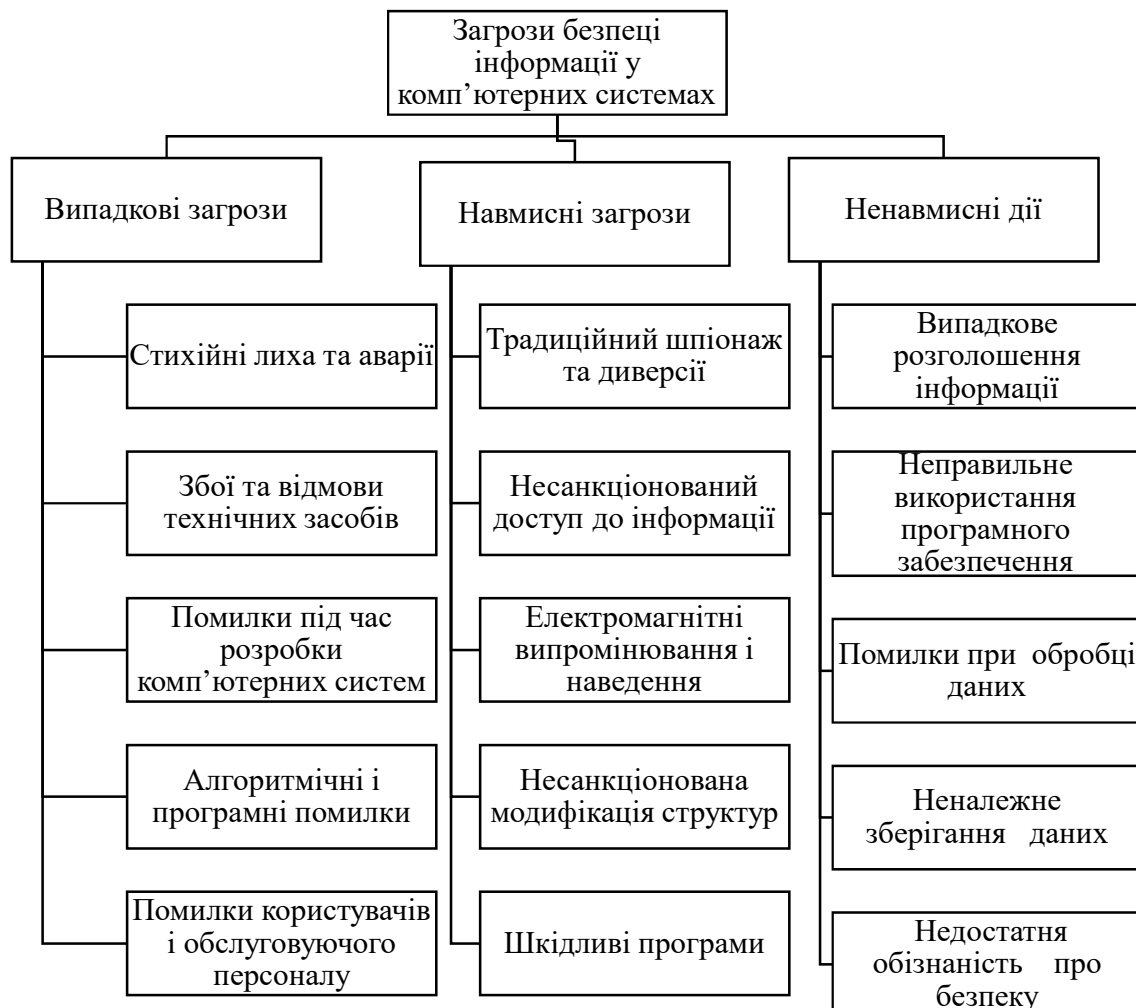 Загрози безпеці
інформації у
комп’ютерних системах
Випадкові загрози
Навмисні загрози
Ненавмисні дії
Стихійні лиха та аварії
Збої та відмови
технічних засобів
Помилки під час
розробки
комп’ютерних систем
Алгоритмічні і
програмні помилки
Помилки користувачів
і обслуговуючого
персоналу
Традиційний шпіонаж
та диверсії
Несанкціонований
доступ до інформації
Електромагнітні
випромінювання і
наведення
Несанкціонована
модифікація структур
Шкідливі програми
Випадкове
розголошення
інформації
Неправильне
використання
програмного
забезпечення
Помилки при обробці
даних
Неналежне
зберігання даних
Недостатня
обізнаність про
безпеку